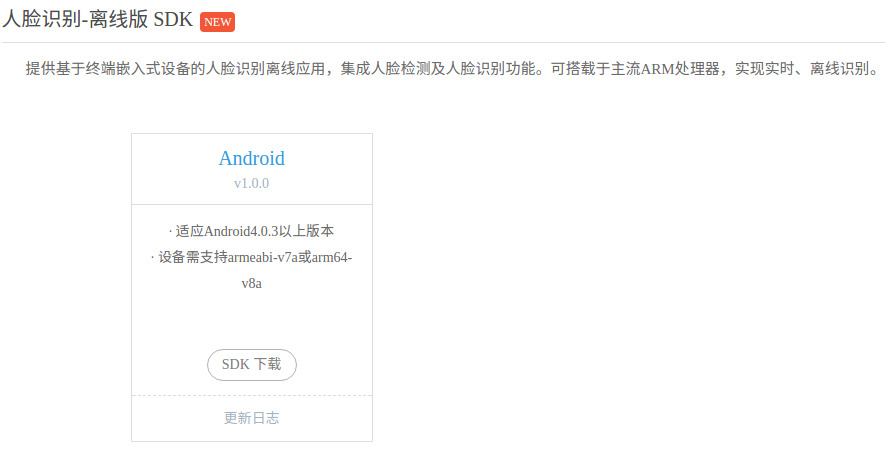 人脸识别-离线版 SDK NEW
提供基于终端嵌入式设备的人脸识别离线应用，集成人脸检测及人脸识别功能。可搭载于主流ARM处理器，实现实时、离线识别。
Android
v1.0.0
· 适应Android4.0.3以上版本
· 设备需支持armeabi-v7a或arm64-
v8a
SDK 下载
更新日志